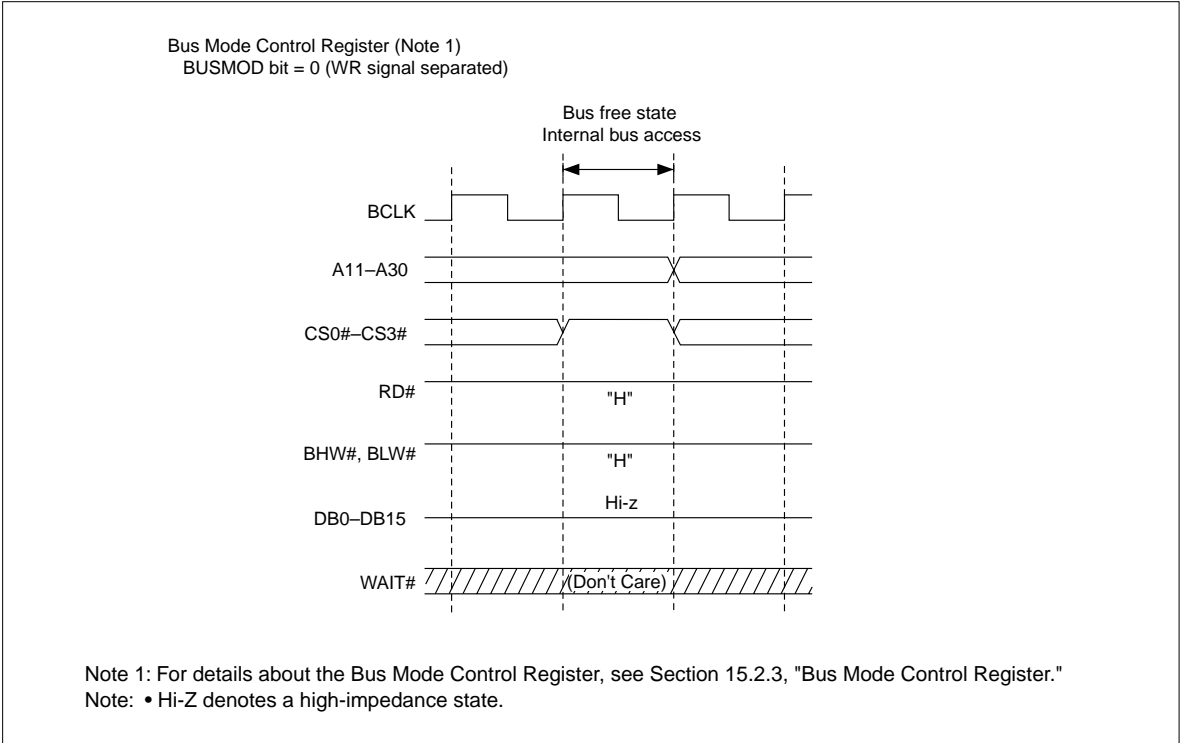 Bus Mode Control Register (Note 1)
BUSMOD bit = 0 (WR signal separated)
Bus free state
Internal bus access
BCLK
A11–A30
CS0#–CS3#
RD#
"H"
BHW#, BLW#
"H"
Hi-z
DB0–DB15
WAIT#
(Don't Care)
Note 1: For details about the Bus Mode Control Register, see Section 15.2.3, "Bus Mode Control Register."
Note: • Hi-Z denotes a high-impedance state.